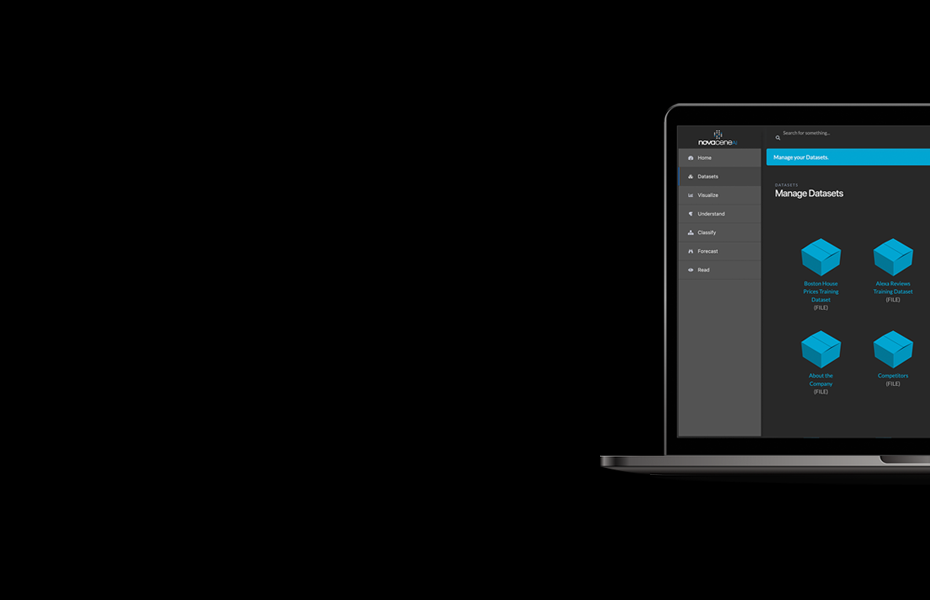 novacene AI
Search for something...
Home
Datasets
Visualize
Understand
Classify
Forecast
Read
Manage your Datasets.
DATASETS
Manage Datasets
Boston House
Prices Training
Dataset
(FILE)
Alexa Reviews
Training Dataset
(FILE)
About the
Company
(FILE)
Competitors
(FILE)